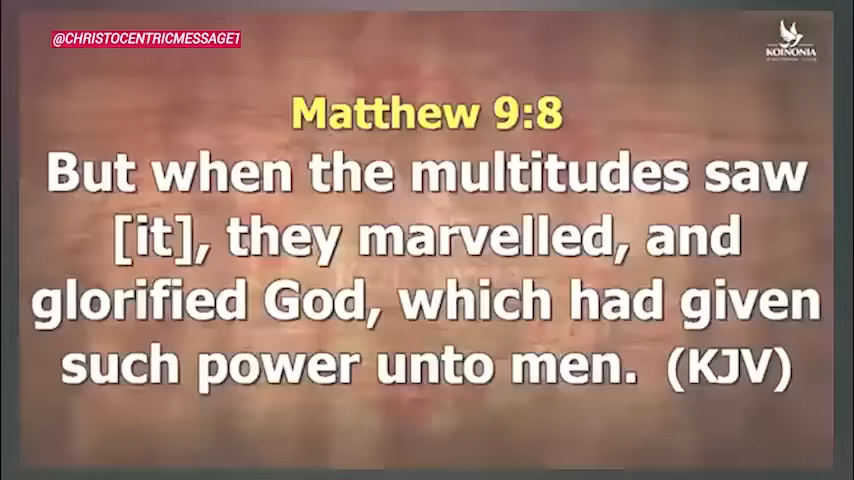 @CHRISTOCENTRICMESSAGE1
KOINONIA
Matthew 9:8
But when the multitudes saw
[it], they marvelled, and
glorified God, which had given
such power unto men. (KJV)